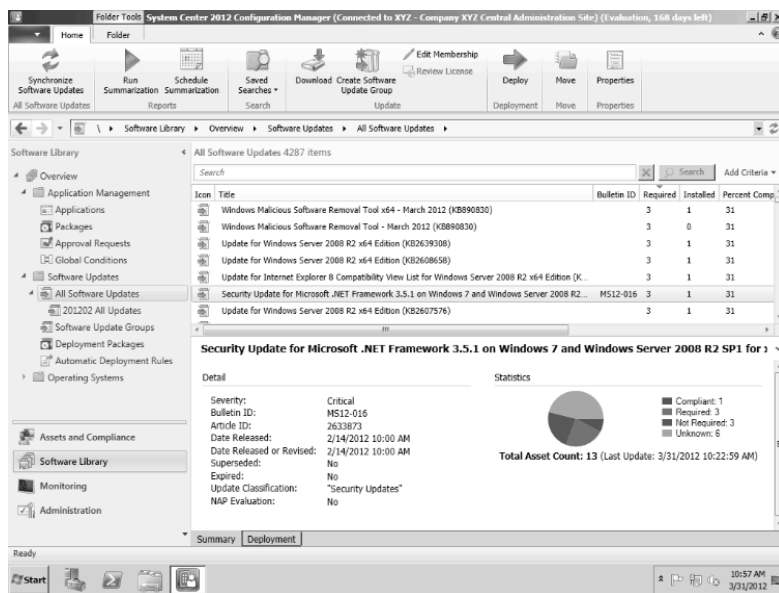 Folder Tools System Center 2012 Configuration Manager (Connected to XYZ - Company XYZ Central Administration Site) (Evaluation, 168 days left)
Home Folder
Synchronize Software Updates
Run Summarization
Schedule Summarization
Saved Searches
Download
Create Software Update Group
Edit Membership
Review License
Deploy
Move
Properties
All Software Updates Reports Search Update Deployment Move Properties
\ Software Library Overview Software Updates All Software Updates
Software Library
Overview
Application Management
Applications
Packages
Approval Requests
Global Conditions
Software Updates
All Software Updates
201202 All Updates
Software Update Groups
Deployment Packages
Automatic Deployment Rules
Operating Systems
Assets and Compliance
Software Library
Monitoring
Administration
All Software Updates 4287 items
Search Search Add Criteria
Icon Title Bulletin ID Required Installed Percent Comp
Windows Malicious Software Removal Tool x64 - March 2012 (KB890830) 3 1 31
Windows Malicious Software Removal Tool - March 2012 (KB890830) 3 0 31
Update for Windows Server 2008 R2 x64 Edition (KB2639308) 3 1 31
Update for Windows Server 2008 R2 x64 Edition (KB2608658) 3 1 31
Update for Internet Explorer 8 Compatibility View List for Windows Server 2008 R2 x64 Edition (K... 3 1 31
Security Update for Microsoft .NET Framework 3.5.1 on Windows 7 and Windows Server 2008 R2... MS12-016 3 1 31
Update for Windows Server 2008 R2 x64 Edition (KB2607576) 3 1 31
Security Update for Microsoft .NET Framework 3.5.1 on Windows 7 and Windows Server 2008 R2 SP1 for
Detail
Severity: Critical
Bulletin ID: MS12-016
Article ID: 2633873
Date Released: 2/14/2012 10:00 AM
Date Released or Revised: 2/14/2012 10:00 AM
Superseded: No
Expired: No
Update Classification: "Security Updates"
NAP Evaluation: No
Statistics
Compliant: 1
Required: 3
Not Required: 3
Unknown: 6
Total Asset Count: 13 (Last Update: 3/31/2012 10:22:59 AM)
Summary Deployment
Ready
Start
10:57 AM
3/31/2012